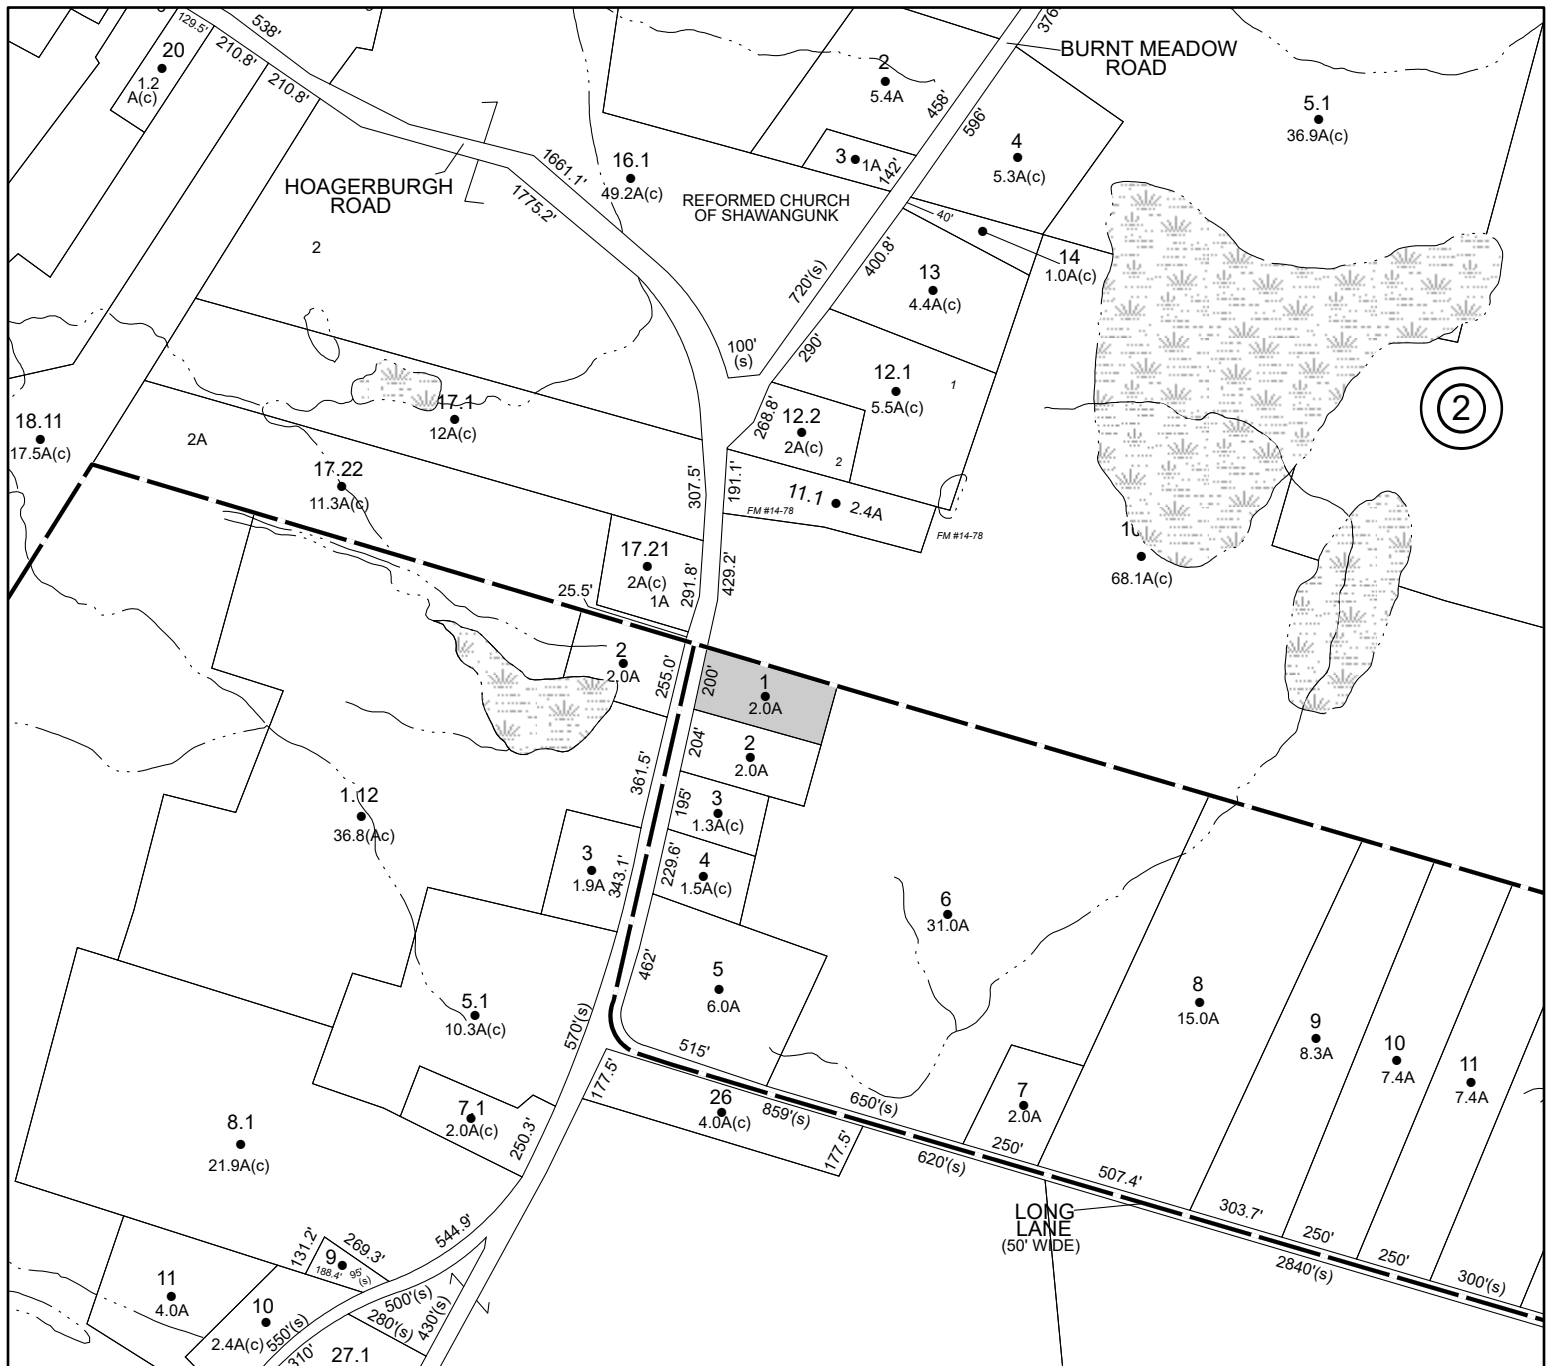 129.5'
538'
376'
20
1.2
A(c)
210.8'
210.8'
2
5.4A
BURNT MEADOW
ROAD
458'
596'
5.1
36.9A(c)
3
1A
142'
4
5.3A(c)
1661.1'
1775.2'
16.1
49.2A(c)
HOAGERBURGH
ROAD
REFORMED CHURCH
OF SHAWANGUNK
40'
2
400.8'
720'(s)
14
1.0A(c)
13
4.4A(c)
100'
(s)
290'
12.1
5.5A(c)
1
2
17.1
12A(c)
18.11
17.5A(c)
2A
268.8'
12.2
2A(c)
2
17.22
11.3A(c)
307.5'
191.1'
11.1
2.4A
FM #14-78
FM #14-78
68.1A(c)
17.21
2A(c)
1A
25.5'
291.8'
429.2'
2
2.0A
255.0'
200'
1
2.0A
204'
2
2.0A
361.5'
195'
3
1.3A(c)
1.12
36.8(Ac)
3
1.9A
343.1'
229.6'
4
1.5A(c)
6
31.0A
462'
5
6.0A
8
15.0A
5.1
10.3A(c)
570'(s)
515'
9
8.3A
10
7.4A
11
7.4A
177.5'
26
4.0A(c)
859'(s)
650'(s)
7
2.0A
7.1
2.0A(c)
250.3'
8.1
21.9A(c)
177.5'
620'(s)
250'
507.4'
303.7'
250'
250'
300'(s)
LONG
LANE
(50' WIDE)
2840'(s)
131.2'
269.3'
544.9'
9
188.4'
95'
(s)
11
4.0A
10
2.4A(c)
550'(s)
500'(s)
280'(s)
430'(s)
310'
27.1